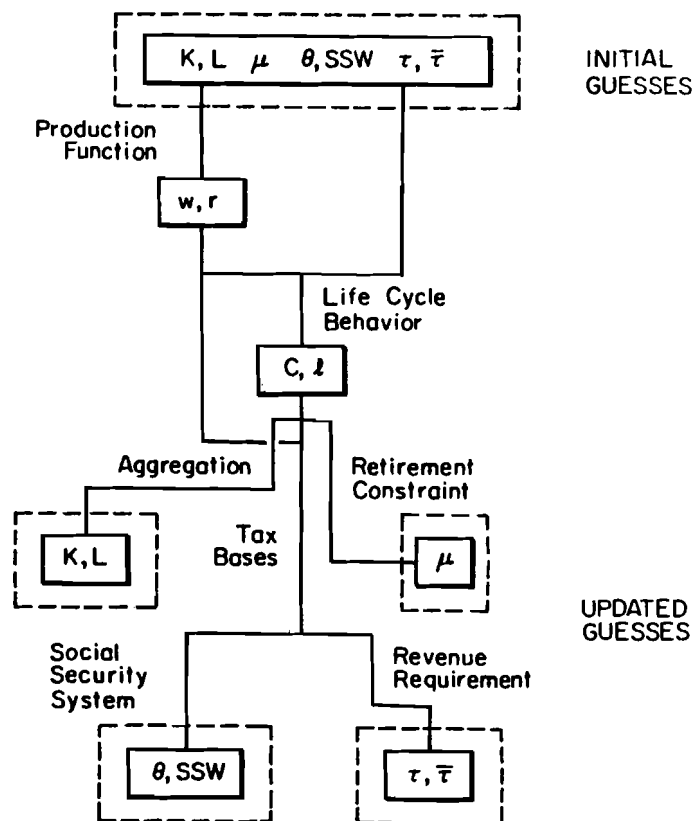 K, L μ θ, SSW τ, τ̅
INITIAL
GUESSES
Production
Function
w, r
Life Cycle
Behavior
C, ℓ
Aggregation
Retirement
Constraint
K, L
Tax
Bases
μ
UPDATED
GUESSES
Social
Security
System
Revenue
Requirement
θ, SSW
τ, τ̅